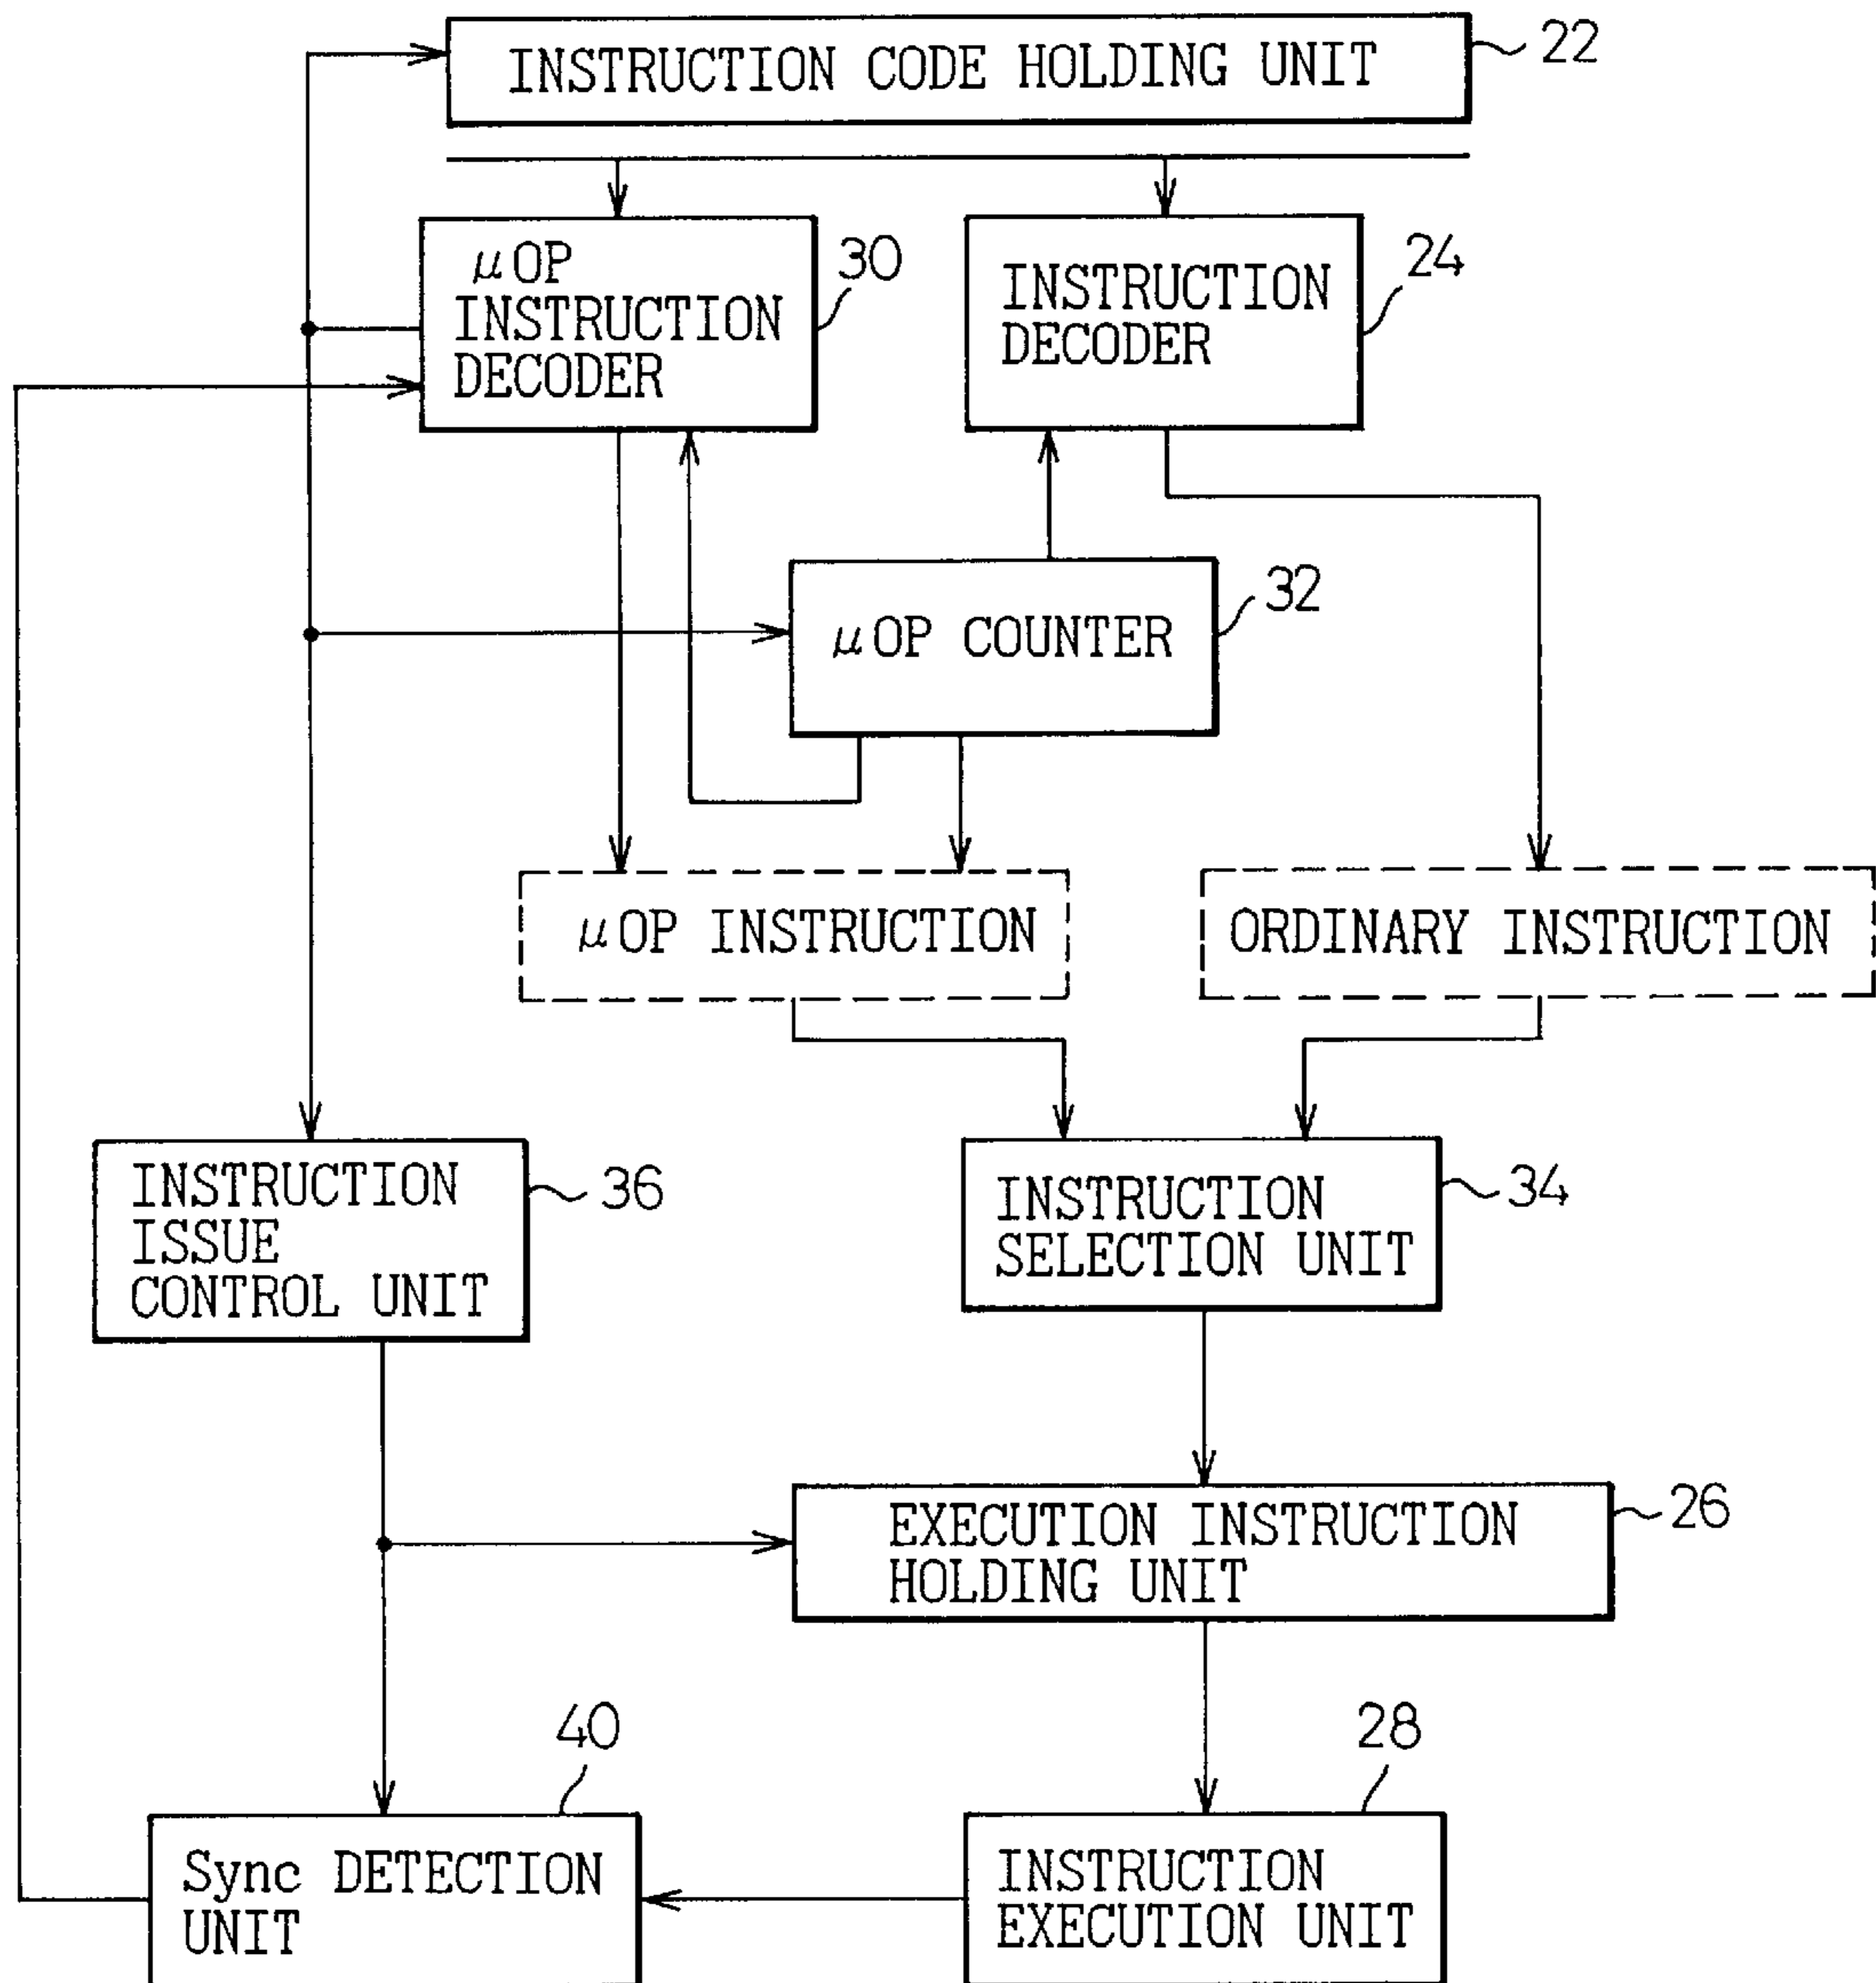 INSTRUCTION CODE HOLDING UNIT
22
μOP
INSTRUCTION
DECODER
30
INSTRUCTION
DECODER
24
μOP COUNTER
32
μOP INSTRUCTION
ORDINARY INSTRUCTION
INSTRUCTION
ISSUE
CONTROL UNIT
36
INSTRUCTION
SELECTION UNIT
34
EXECUTION INSTRUCTION
HOLDING UNIT
26
40
Sync DETECTION
UNIT
28
INSTRUCTION
EXECUTION UNIT